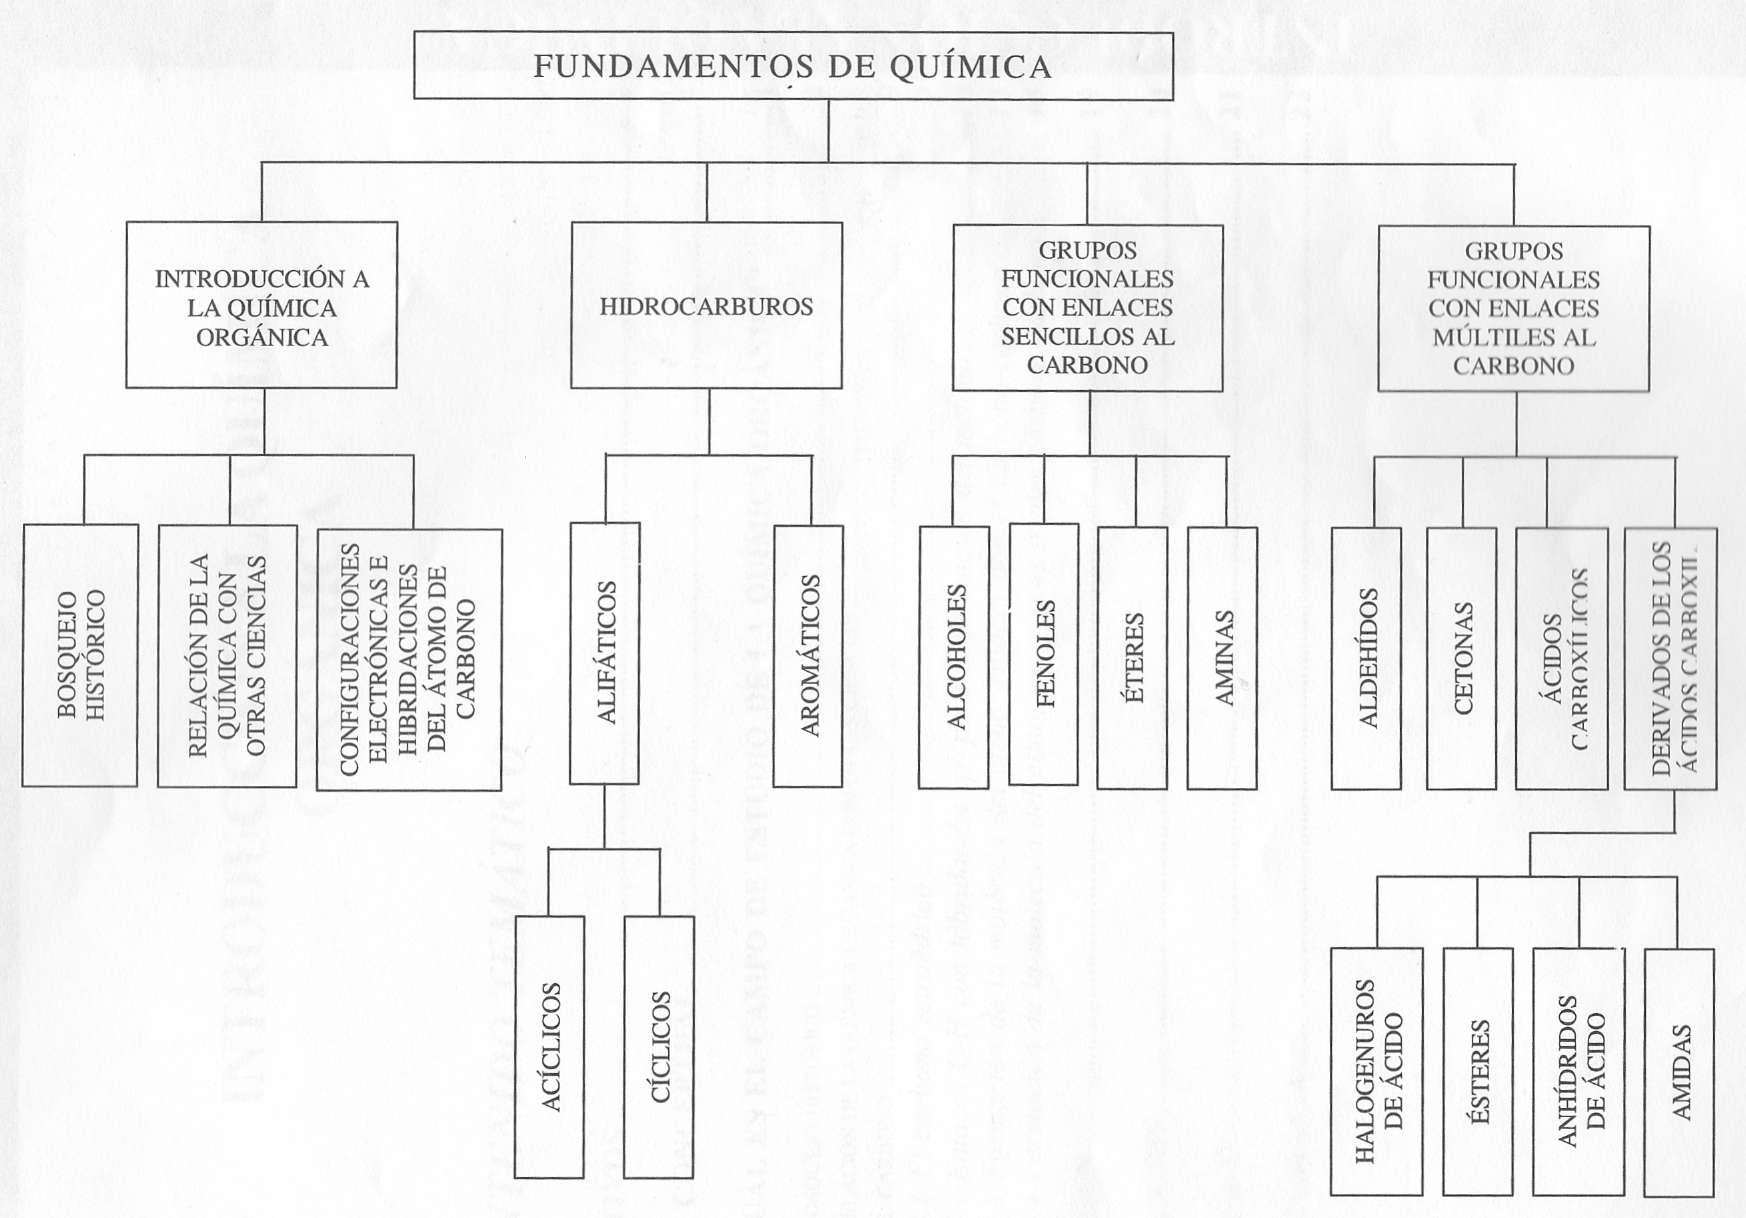 FUNDAMENTOS DE QUÍMICA
INTRODUCCIÓN A
LA QUÍMICA
ORGÁNICA
HIDROCARBUROS
GRUPOS
FUNCIONALES
CON ENLACES
SENCILLOS AL
CARBONO
GRUPOS
FUNCIONALES
CON ENLACES
MÚLTILES AL
CARBONO
BOSQUEJO
HISTÓRICO
RELACIÓN DE LA
QUÍMICA CON
OTRAS CIENCIAS
CONFIGURACIONES
ELECTRÓNICAS E
HIBRIDACIONES
DEL ÁTOMO DE
CARBONO
ALIFÁTICOS
AROMÁTICOS
ALCOHOLES
FENOLES
ÉTERES
AMINAS
ALDEHÍDOS
CETONAS
ÁCIDOS
CARBOXÍLICOS
DERIVADOS DE LOS
ÁCIDOS CARBOXIL.
ACÍCLICOS
CÍCLICOS
HALOGENUROS
DE ÁCIDO
ÉSTERES
ANHÍDRIDOS
DE ÁCIDO
AMIDAS